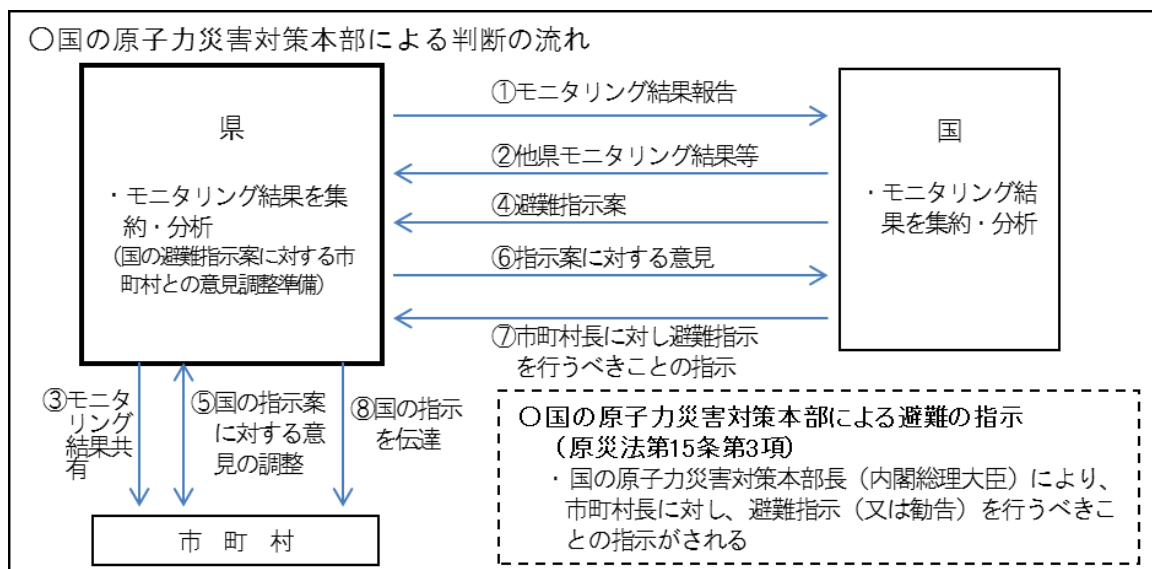 〇国の原子力災害対策本部による判断の流れ
県
・モニタリング結果を集
約・分析
(国の避難指示案に対する市
町村との意見調整準備)
①モニタリング結果報告
②他県モニタリング結果等
④避難指示案
⑥指示案に対する意見
⑦市町村長に対し避難指示
を行うべきことの指示
国
・モニタリング結
果を集約・分析
③モニタ
リング
結果共
有
⑤国の指示案
に対する意
見の調整
⑧国の指示
を伝達
市 町 村
〇国の原子力災害対策本部による避難の指示
(原災法第15条第3項)
・国の原子力災害対策本部長（内閣総理大臣）により、
市町村長に対し、避難指示（又は勧告）を行うべきこ
との指示がされる